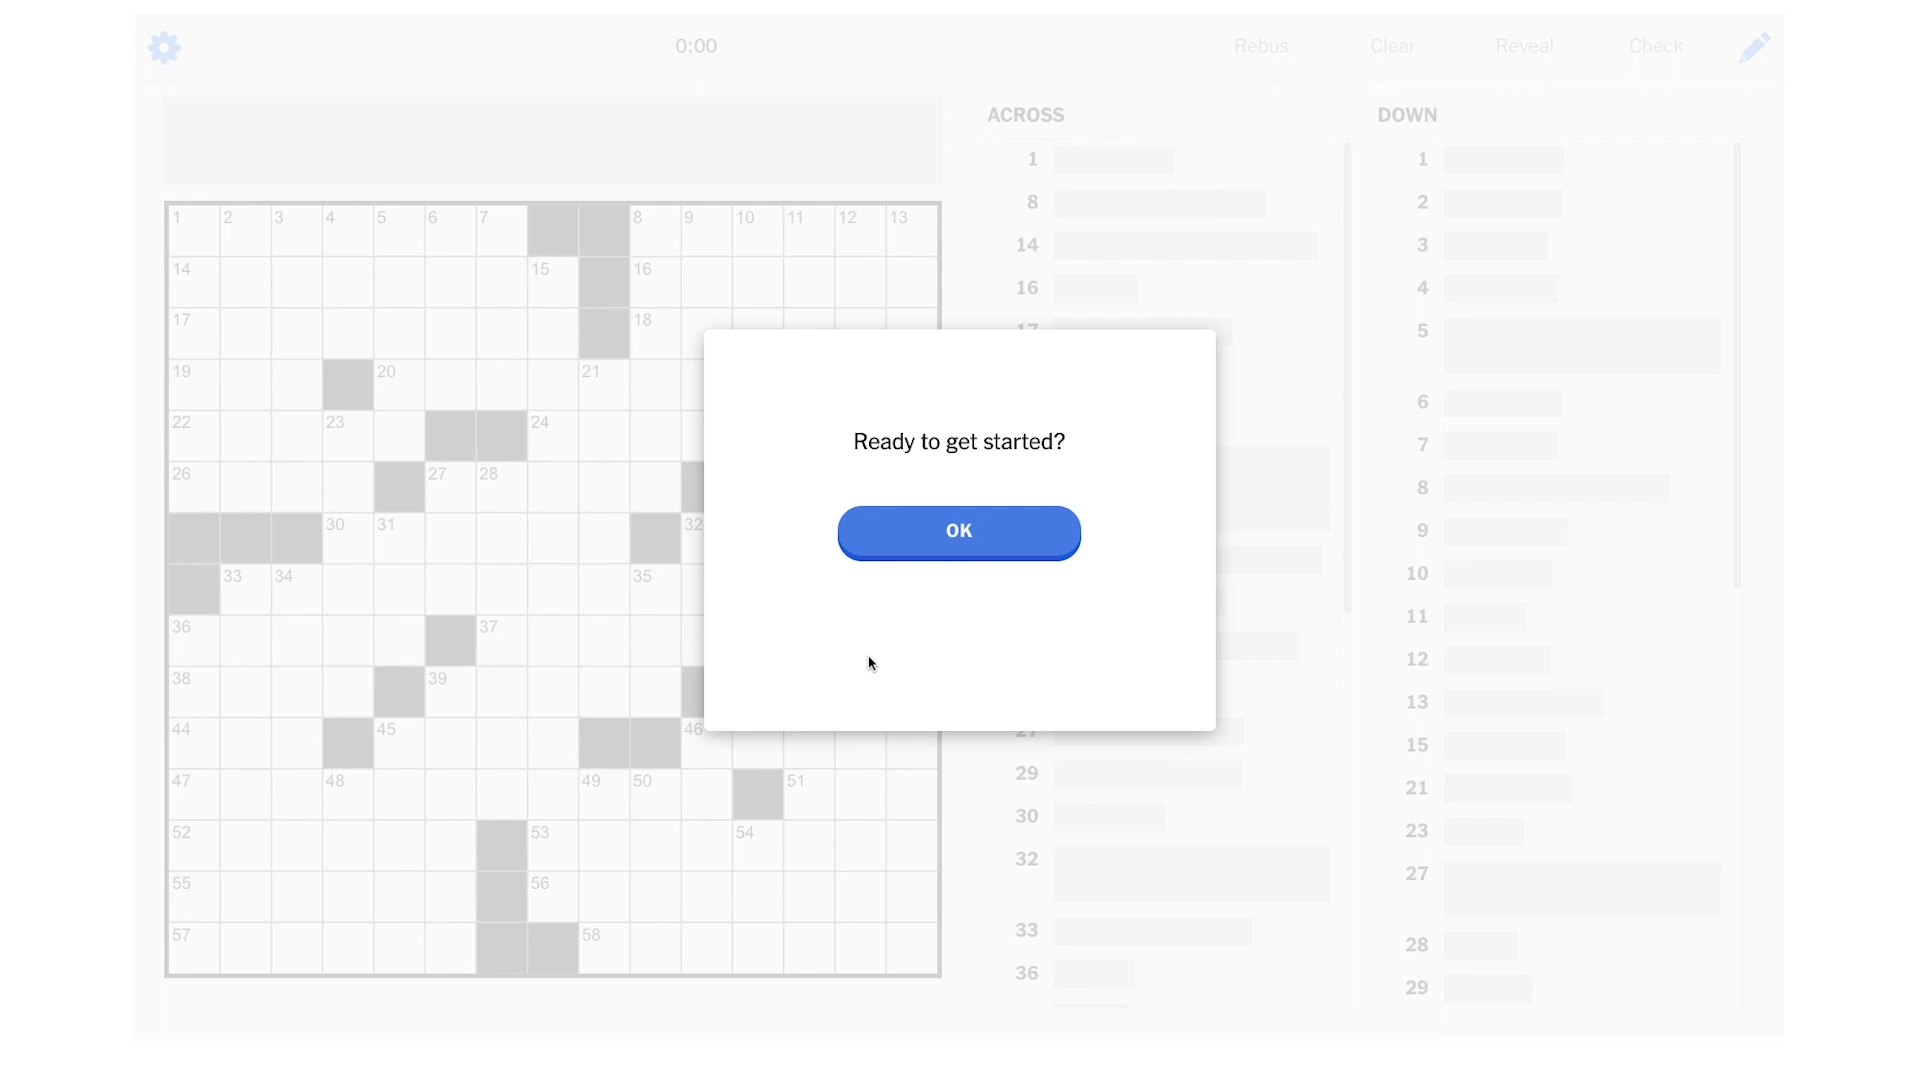 0:00
Rebus
Clear
Reveal
Check
1 2 3 4 5 6 7 8 9 10 11 12 13
14 15 16
17 18
19 20 21
22 23 24
26 27 28
30 31 32
33 34 35
36 37
38 39
44 45 46
47 48 49 50 51
52 53 54
55 56
57 58
Ready to get started?
OK
ACROSS
1
8
14
16
17
27
29
30
32
33
36
DOWN
1
2
3
4
5
6
7
8
9
10
11
12
13
15
21
23
27
28
29